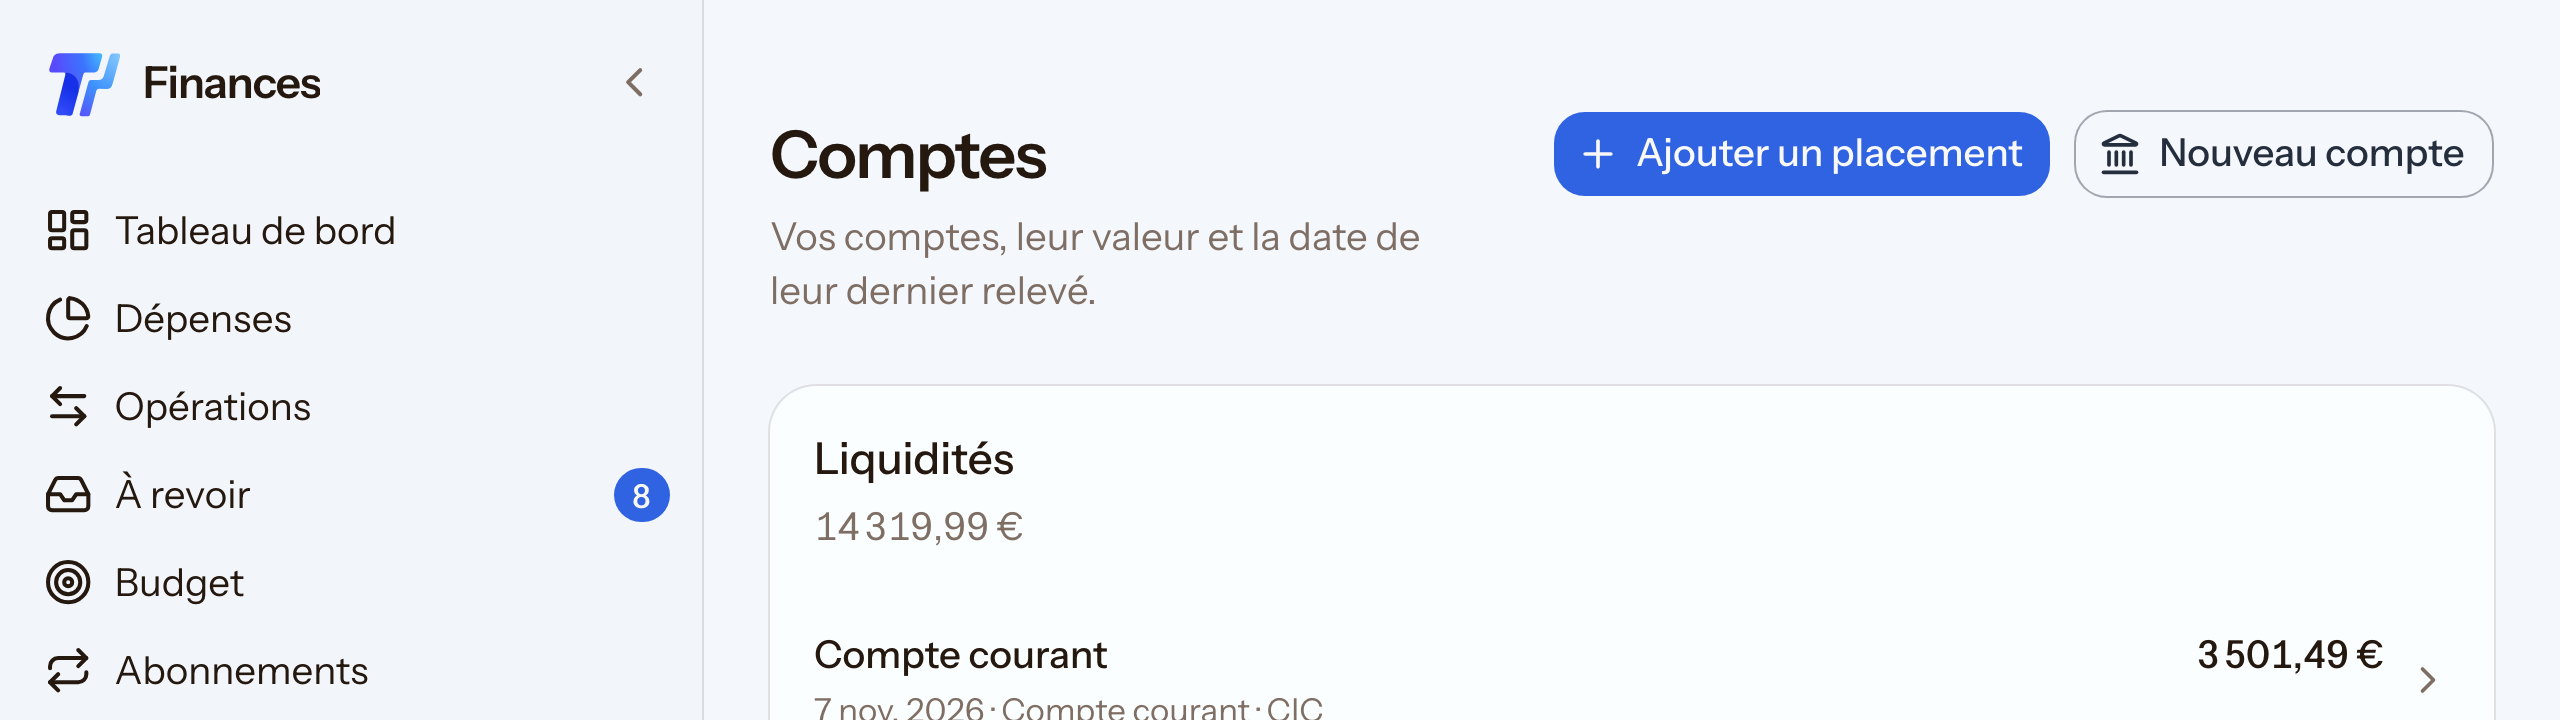 Finances
Tableau de bord
Dépenses
Opérations
À revoir 8
Budget
Abonnements
Comptes
Vos comptes, leur valeur et la date de
leur dernier relevé.
Ajouter un placement
Nouveau compte
Liquidités
14 319,99 €
Compte courant 3 501,49 €
7 nov. 2026 · Compte courant · CIC